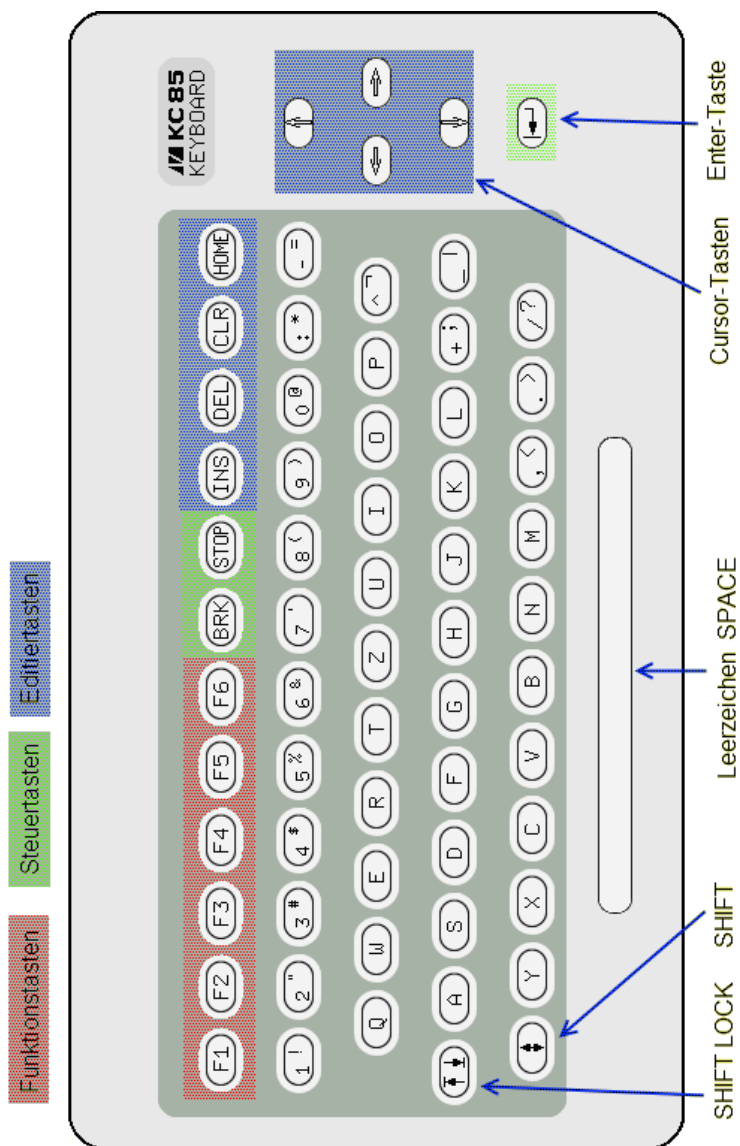 Funktionstasten Steuertasten Editiertasten
KC 85
KEYBOARD
F1 F2 F3 F4 F5 F6 BRK STOP INS DEL CLR HOME
1! 2" 3# 4$ 5% 6& 7' 8( 9) 0@ :* -=
Q W E R T Z U I O P ^¬
A S D F G H J K L +; _|
Y X C V B N M ,< .> /?
SHIFT LOCK SHIFT Leerzeichen SPACE Cursor-Tasten Enter-Taste